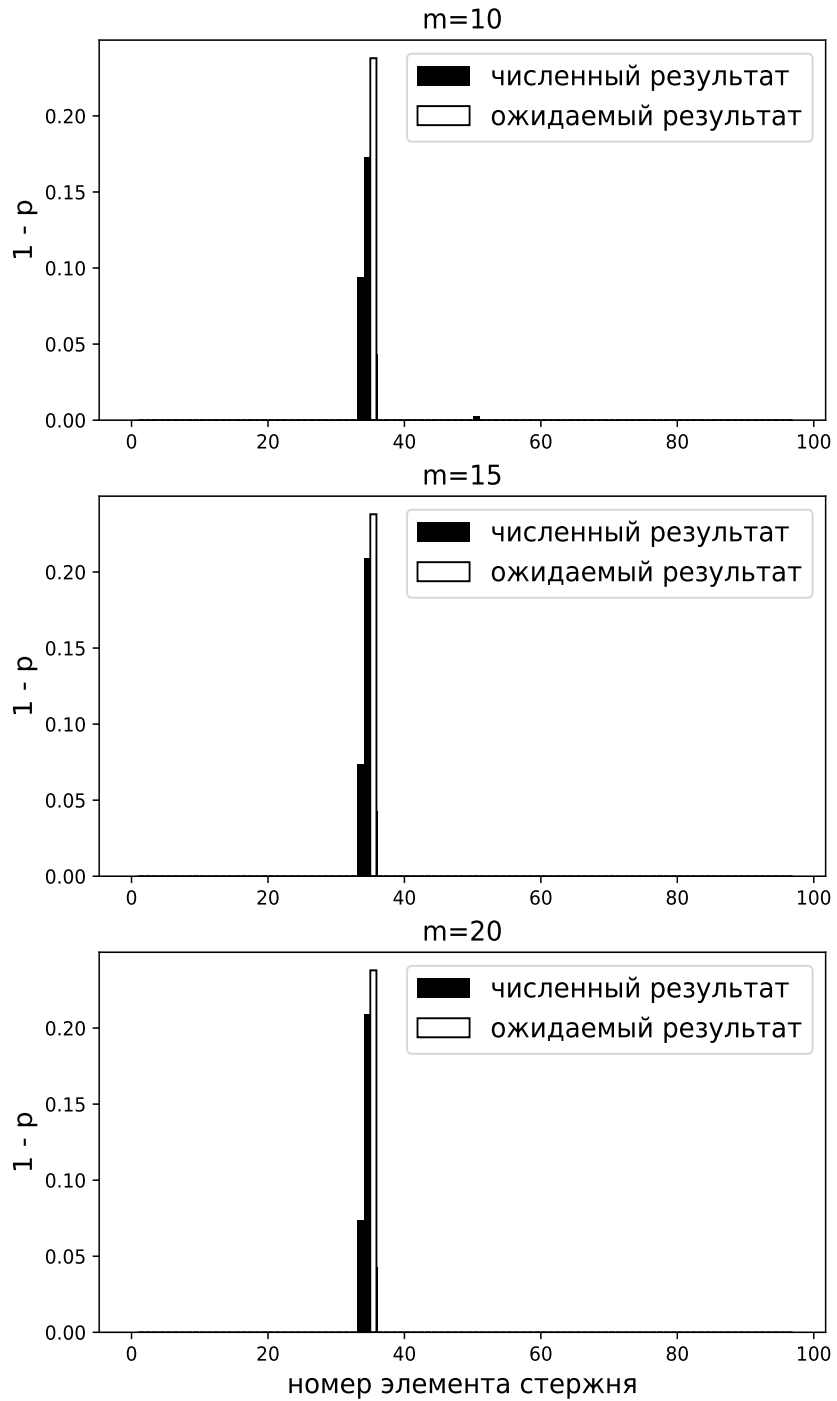 m=10
численный результат
ожидаемый результат
1 - p
0.20
0.15
0.10
0.05
0.00
0 20 40 60 80 100
m=15
численный результат
ожидаемый результат
1 - p
0.20
0.15
0.10
0.05
0.00
0 20 40 60 80 100
m=20
численный результат
ожидаемый результат
1 - p
0.20
0.15
0.10
0.05
0.00
0 20 40 60 80 100
номер элемента стержня